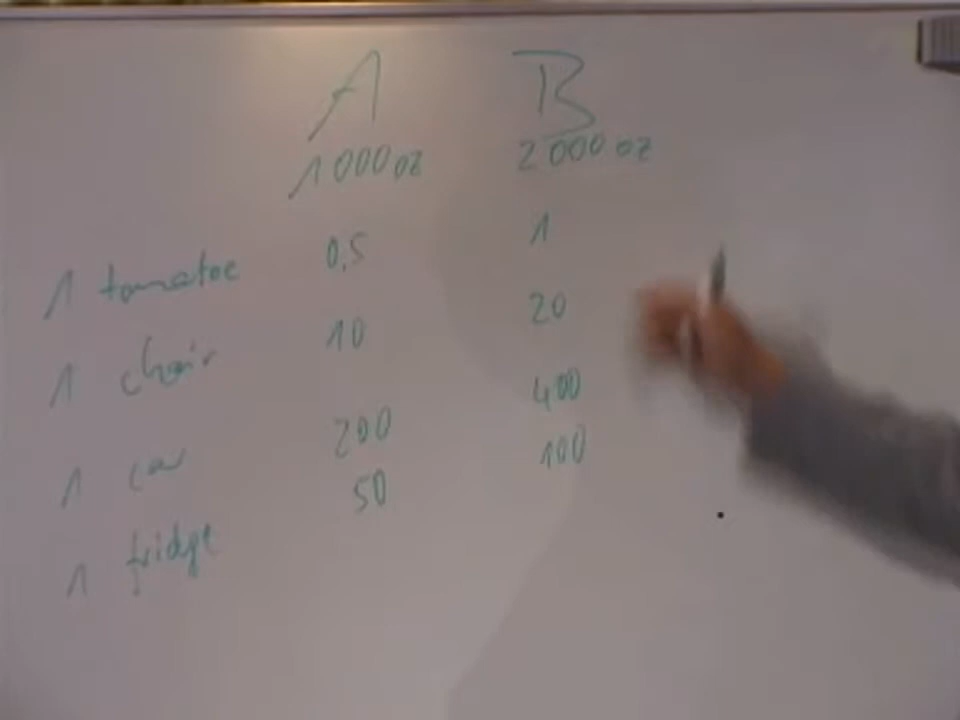 A B
1000 oz 2000 oz
1 tomatoe 0,5 1
1 chair 10 20
1 car 200 400
1 fridge 50 100